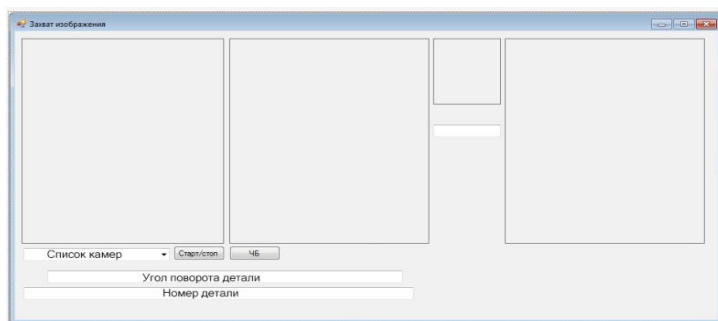 Захват изображения
Список камер
Старт/стоп
ЧБ
Угол поворота детали
Номер детали